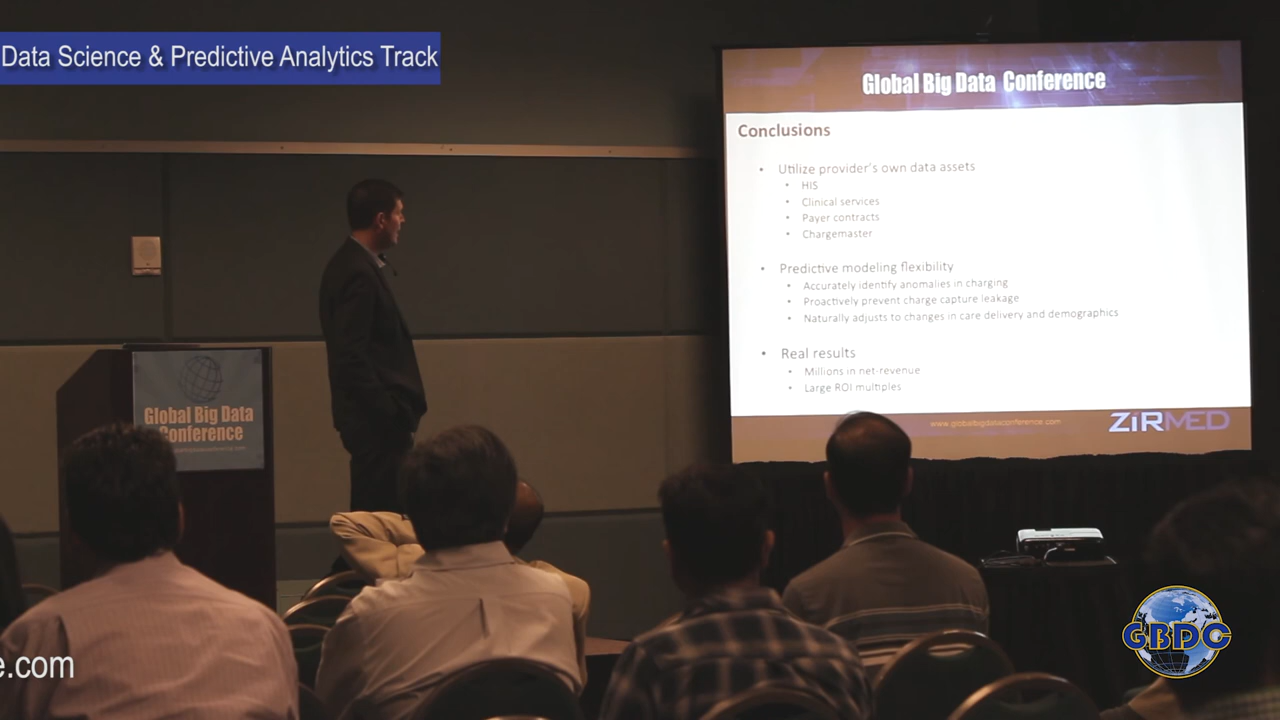 Data Science & Predictive Analytics Track
Global Big Data Conference
Conclusions
• Utilize provider's own data assets
• HIS
• Clinical services
• Payer contracts
• Chargemaster
• Predictive modeling flexibility
• Accurately identify anomalies in charging
• Proactively prevent charge capture leakage
• Naturally adjusts to changes in care delivery and demographics
• Real results
• Millions in net-revenue
• Large ROI multiples
www.globalbigdataconference.com
ZIRMED
Global Big Data
Conference
e.com
GBDC